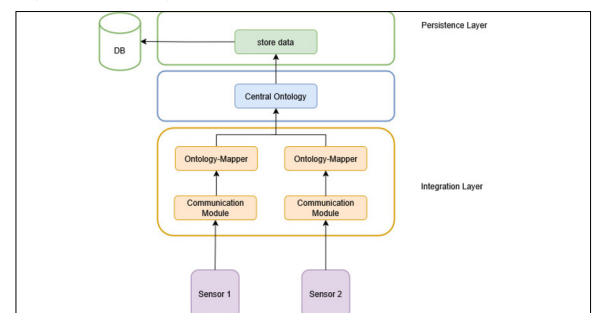 Persistence Layer
store data
DB
Central Ontology
Ontology-Mapper
Ontology-Mapper
Integration Layer
Communication
Module
Communication
Module
Sensor 1
Sensor 2